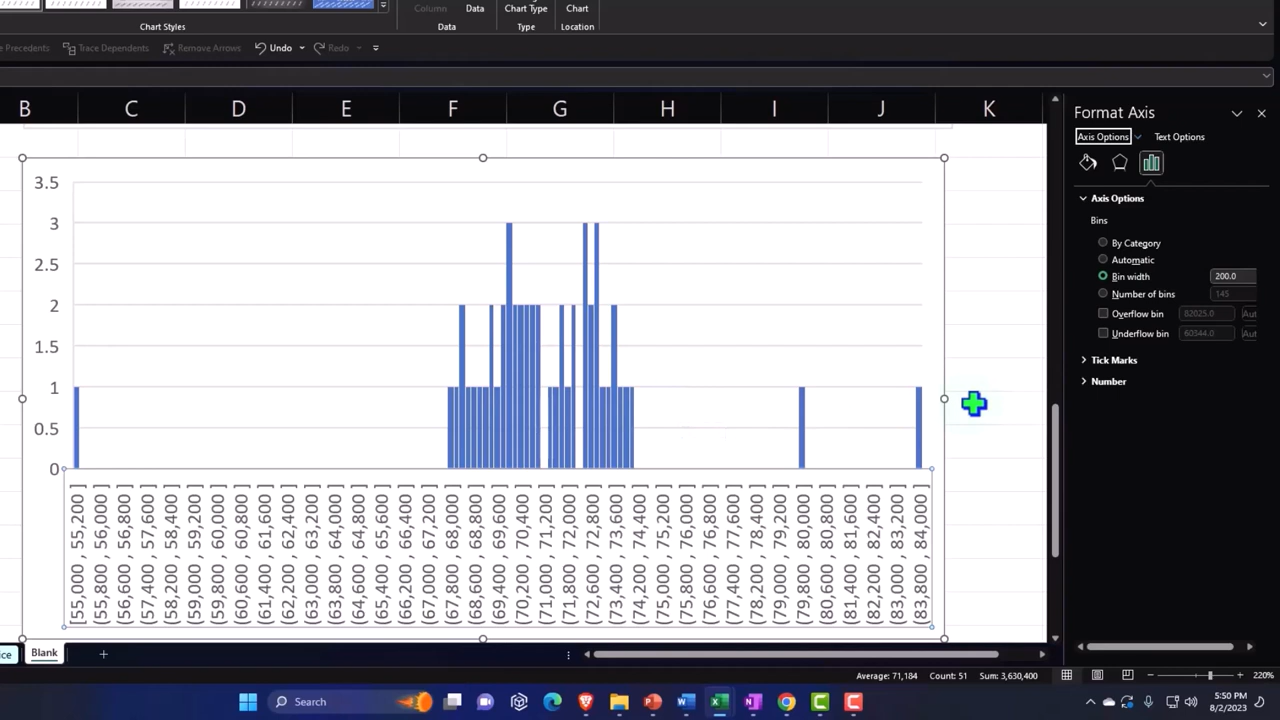 Column
Data
Chart Type
Chart
Chart Styles
Data
Type
Location
e Precedents
Trace Dependents
Remove Arrows
Undo
Redo
B C D E F G H I J K
3.5
3
2.5
2
1.5
1
0.5
0
[55,000 , 55,200 ]
(55,800 , 56,000 ]
(56,600 , 56,800 ]
(57,400 , 57,600 ]
(58,200 , 58,400 ]
(59,000 , 59,200 ]
(59,800 , 60,000 ]
(60,600 , 60,800 ]
(61,400 , 61,600 ]
(62,200 , 62,400 ]
(63,000 , 63,200 ]
(63,800 , 64,000 ]
(64,600 , 64,800 ]
(65,400 , 65,600 ]
(66,200 , 66,400 ]
(67,000 , 67,200 ]
(67,800 , 68,000 ]
(68,600 , 68,800 ]
(69,400 , 69,600 ]
(70,200 , 70,400 ]
(71,000 , 71,200 ]
(71,800 , 72,000 ]
(72,600 , 72,800 ]
(73,400 , 73,600 ]
(74,200 , 74,400 ]
(75,000 , 75,200 ]
(75,800 , 76,000 ]
(76,600 , 76,800 ]
(77,400 , 77,600 ]
(78,200 , 78,400 ]
(79,000 , 79,200 ]
(79,800 , 80,000 ]
(80,600 , 80,800 ]
(81,400 , 81,600 ]
(82,200 , 82,400 ]
(83,000 , 83,200 ]
(83,800 , 84,000 ]
Format Axis
Axis Options
Text Options
Axis Options
Bins
By Category
Automatic
Bin width 200.0
Number of bins 145
Overflow bin 82025.0 Aut
Underflow bin 60344.0 Aut
Tick Marks
Number
ice
Blank
Average: 71,184 Count: 51 Sum: 3,630,400
220%
Search
5:50 PM
8/2/2023